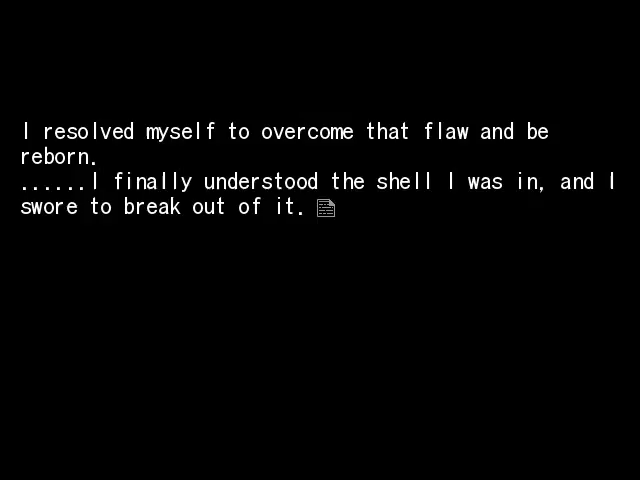 I resolved myself to overcome that flaw and be
reborn.
......I finally understood the shell I was in, and I
swore to break out of it.